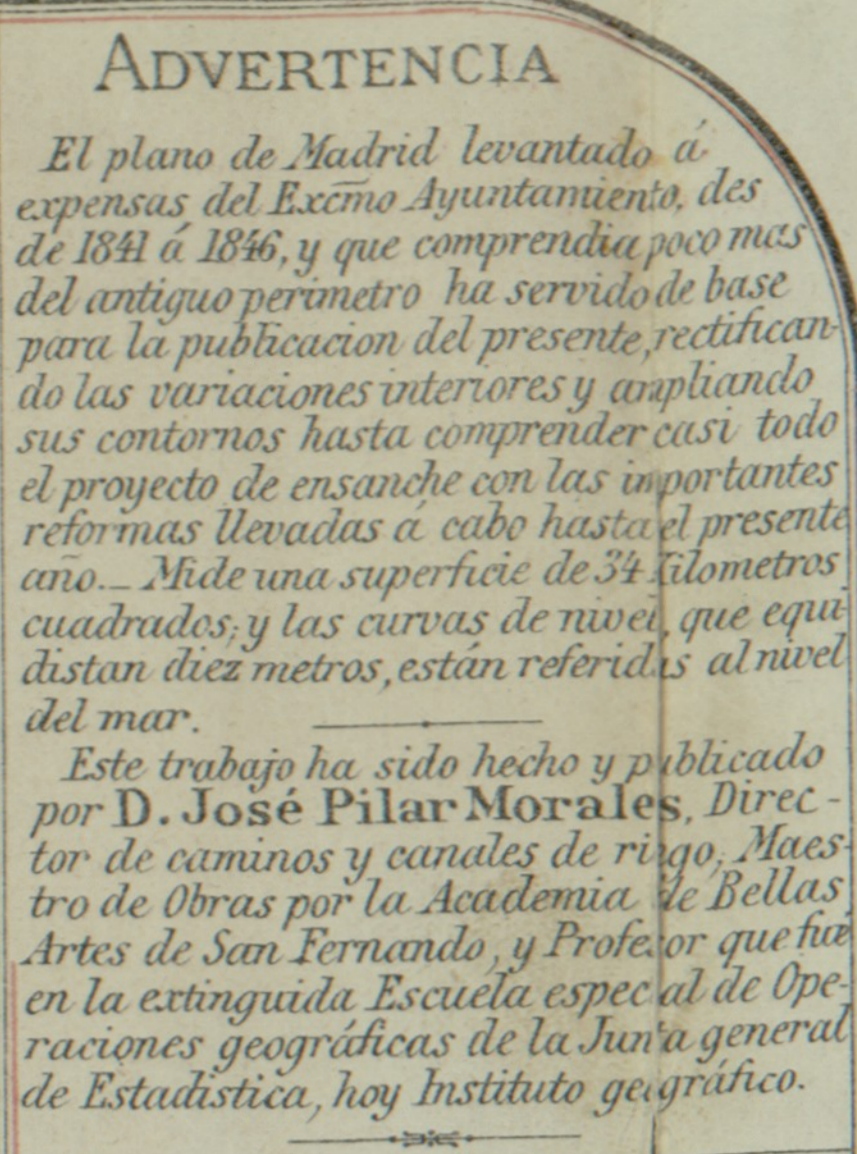 ADVERTENCIA
El plano de Madrid levantado á
expensas del Excmo Ayuntamiento, des
de 1841 á 1846, y que comprendia poco mas
del antiguo perimetro ha servido de base
para la publicacion del presente, rectifican-
do las variaciones interiores y ampliando
sus contornos hasta comprender casi todo
el proyecto de ensanche con las importantes
reformas llevadas á cabo hasta el presente
año._ Mide una superficie de 34 kilometros
cuadrados; y las curvas de nivel, que equi-
distan diez metros, están referidas al nivel
del mar.
Este trabajo ha sido hecho y publicado
por D. José Pilar Morales, Direc-
tor de caminos y canales de riego, Maes-
tro de Obras por la Academia de Bellas
Artes de San Fernando, y Profesor que fué
en la extinguida Escuela especial de Ope-
raciones geográficas de la Junta general
de Estadistica, hoy Instituto geográfico.